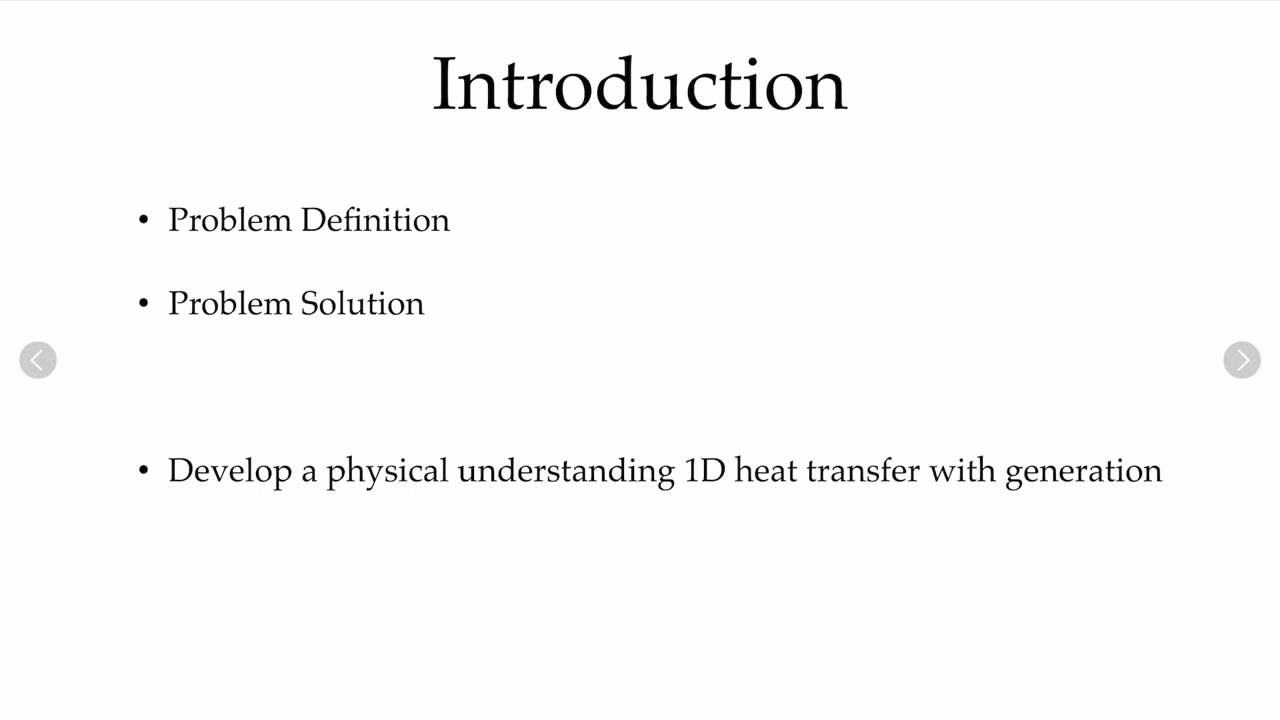 Introduction
• Problem Definition
• Problem Solution
• Develop a physical understanding 1D heat transfer with generation